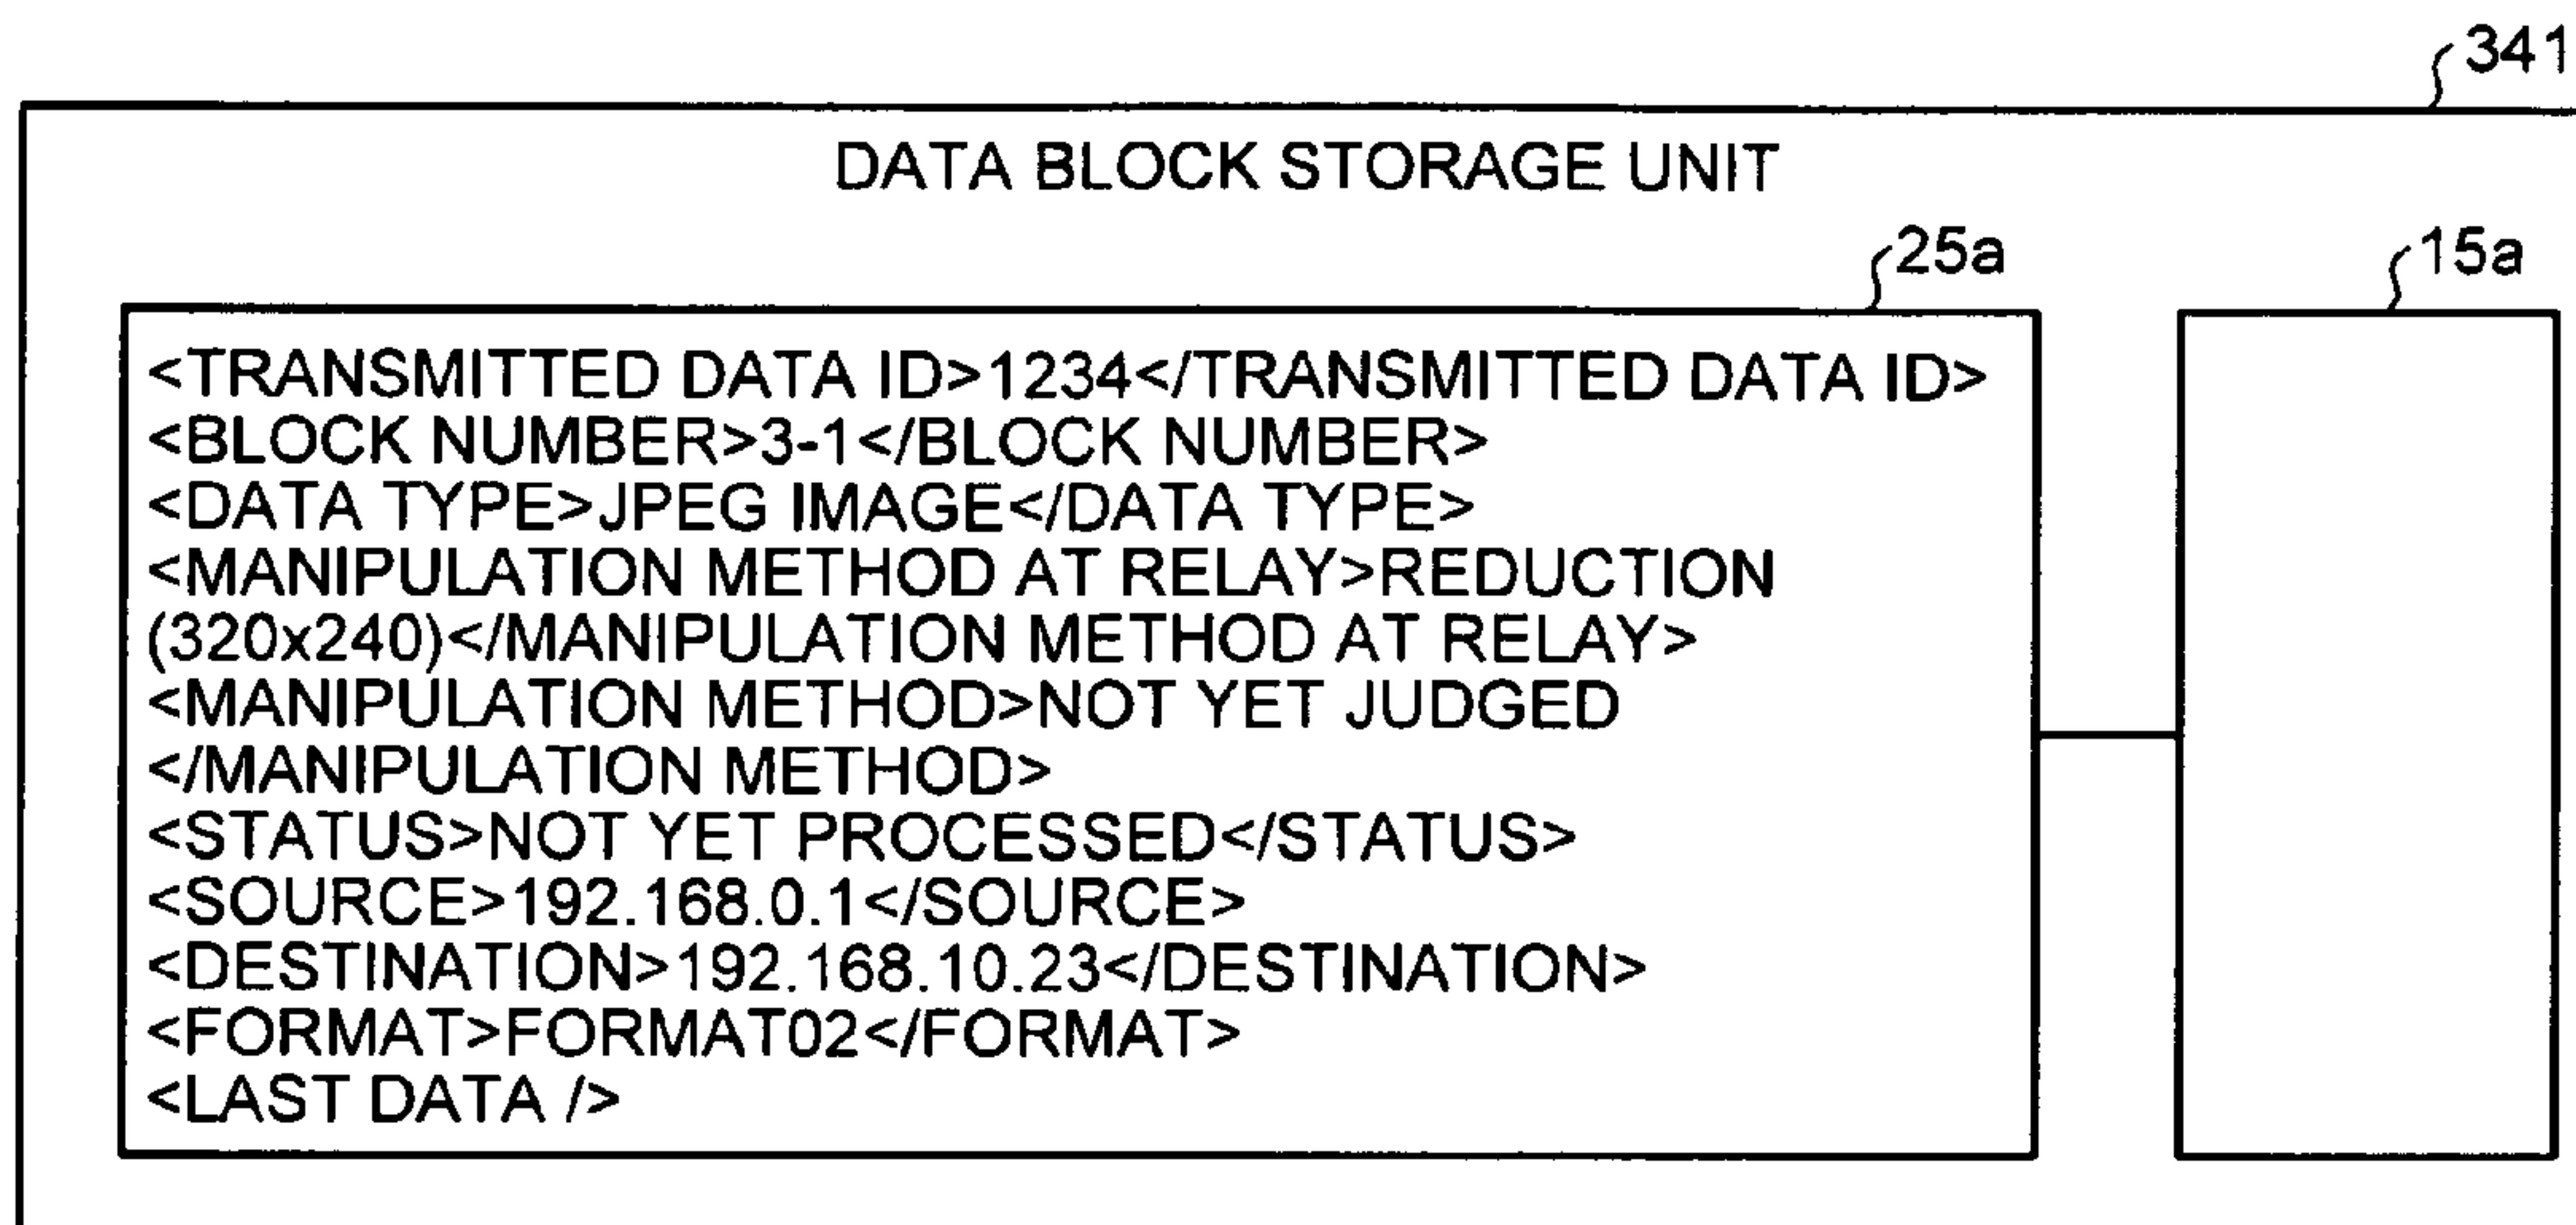 341
DATA BLOCK STORAGE UNIT
25a
15a
<TRANSMITTED DATA ID>1234</TRANSMITTED DATA ID>
<BLOCK NUMBER>3-1</BLOCK NUMBER>
<DATA TYPE>JPEG IMAGE</DATA TYPE>
<MANIPULATION METHOD AT RELAY>REDUCTION
(320x240)</MANIPULATION METHOD AT RELAY>
<MANIPULATION METHOD>NOT YET JUDGED
</MANIPULATION METHOD>
<STATUS>NOT YET PROCESSED</STATUS>
<SOURCE>192.168.0.1</SOURCE>
<DESTINATION>192.168.10.23</DESTINATION>
<FORMAT>FORMAT02</FORMAT>
<LAST DATA />